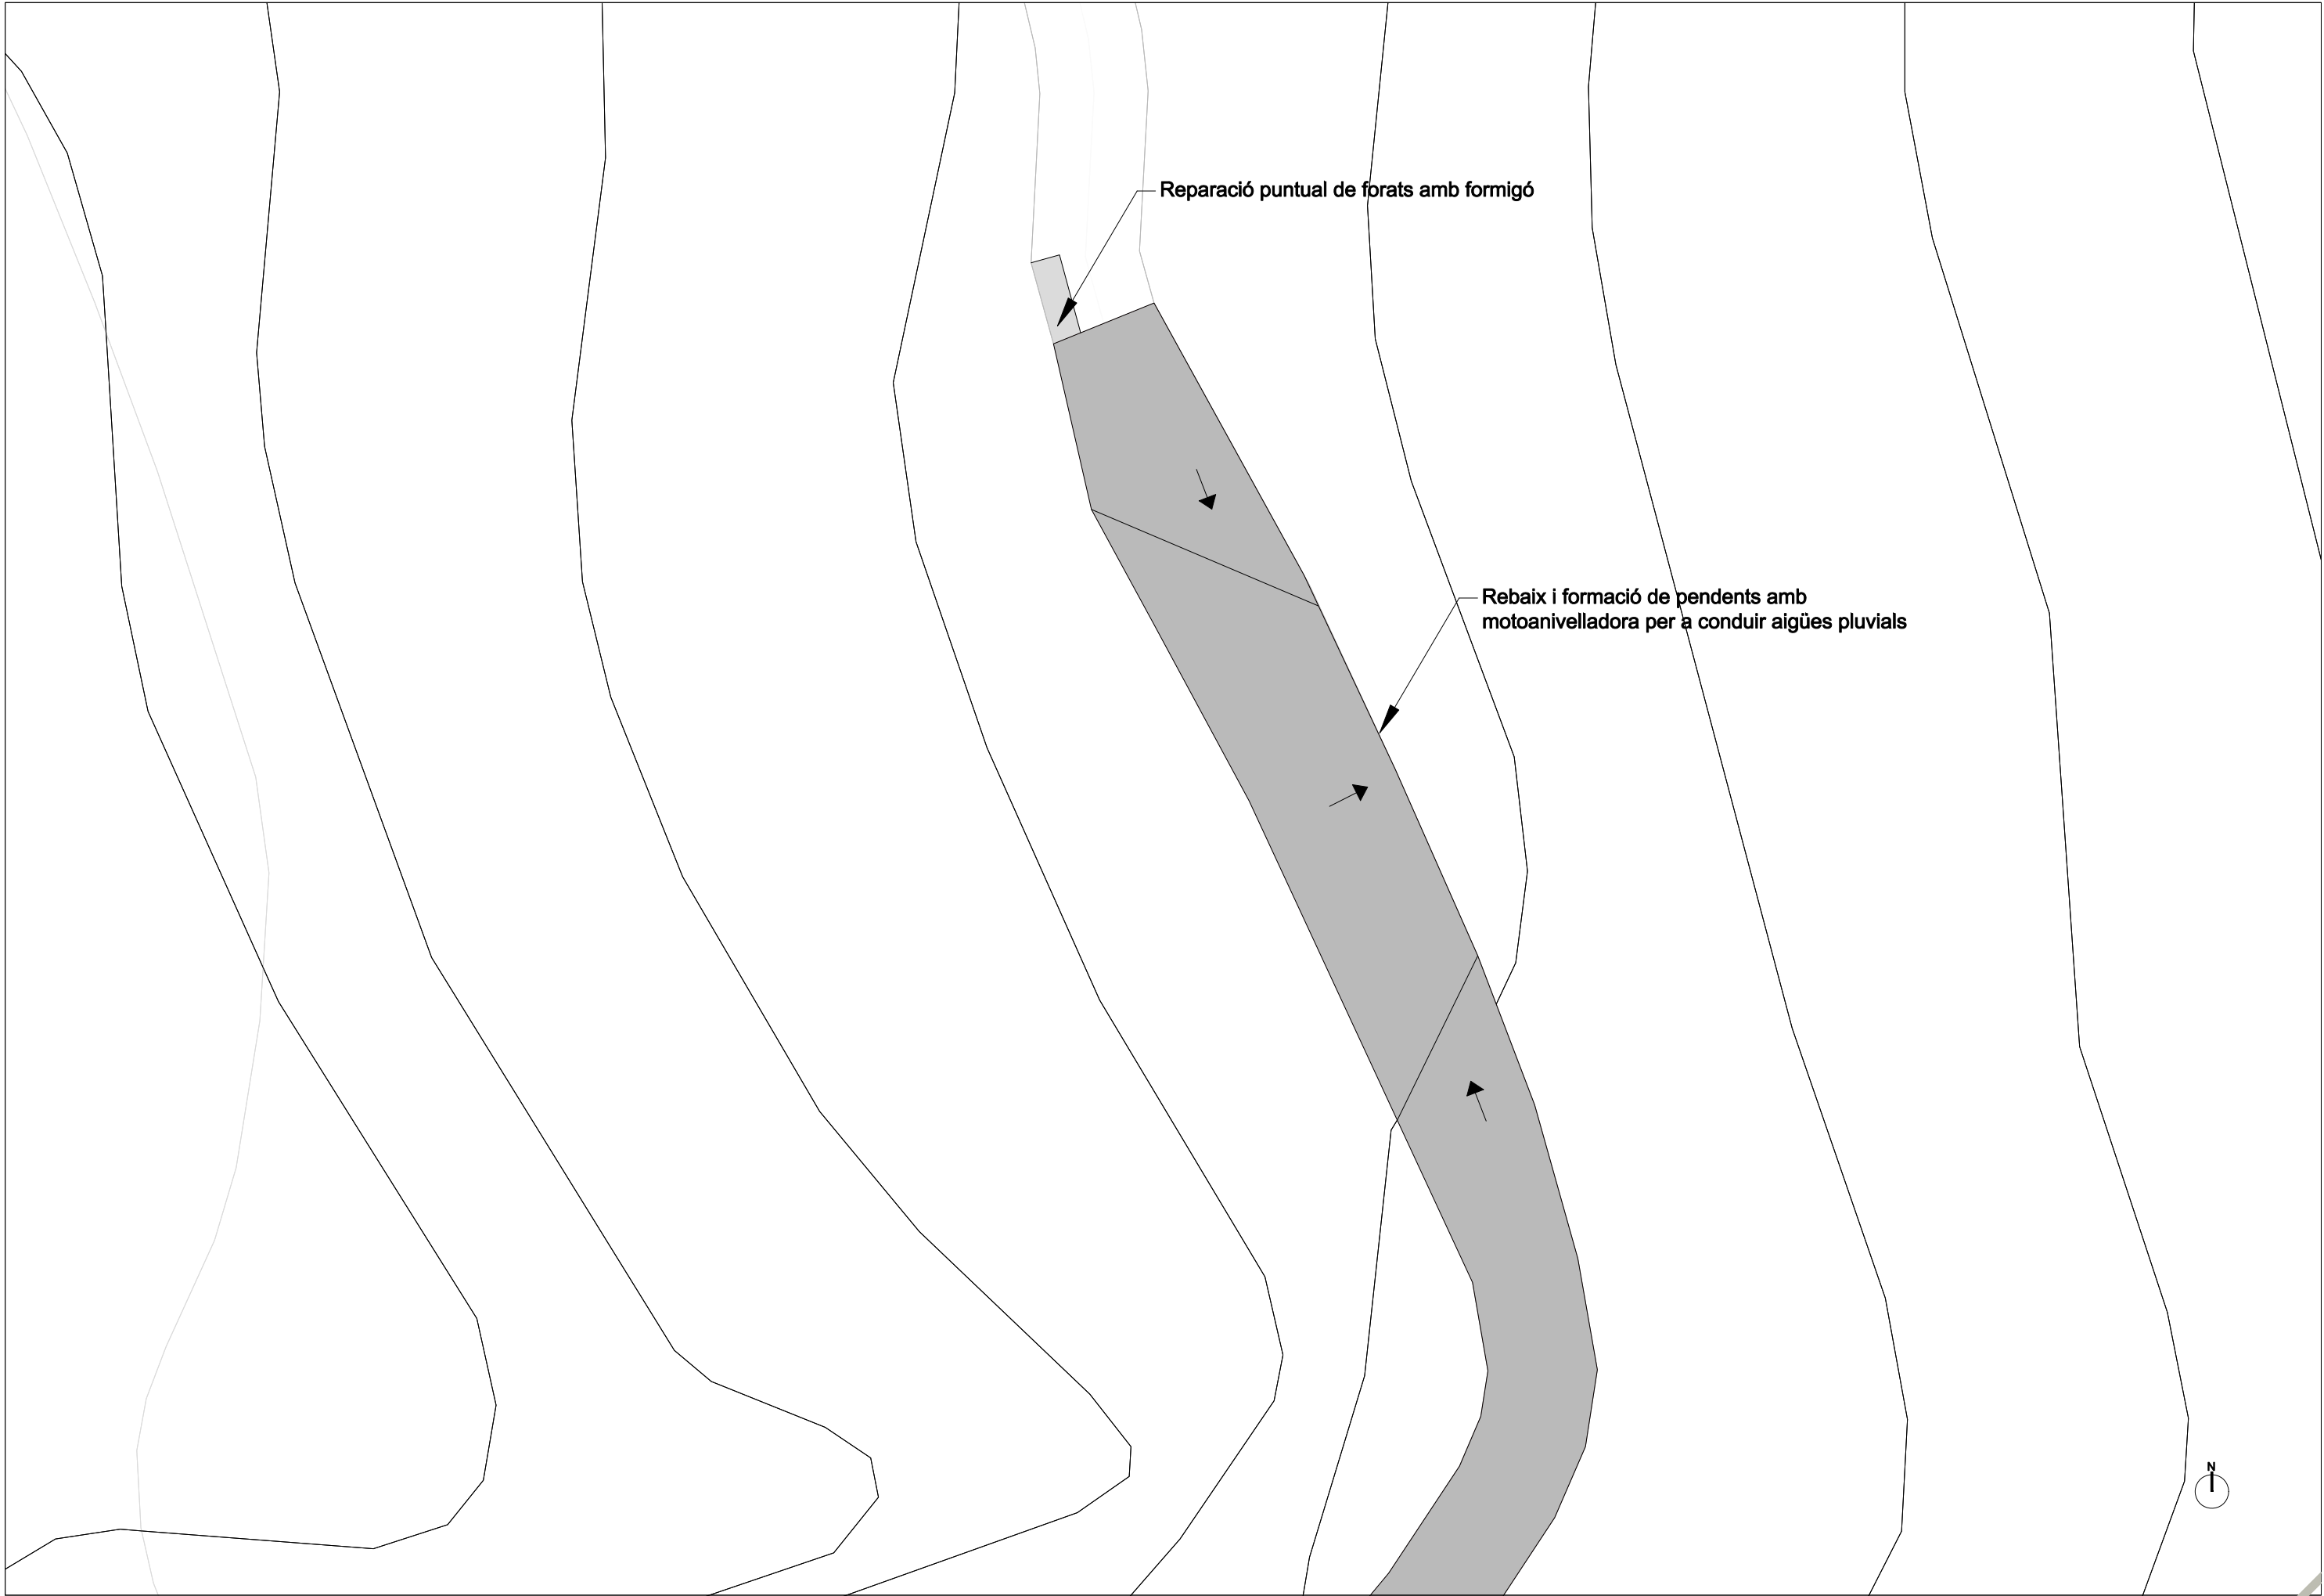 Reparació puntual de forats amb formigó
Rebaix i formació de pendents amb
motoanivelladora per a conduir aigües pluvials
N